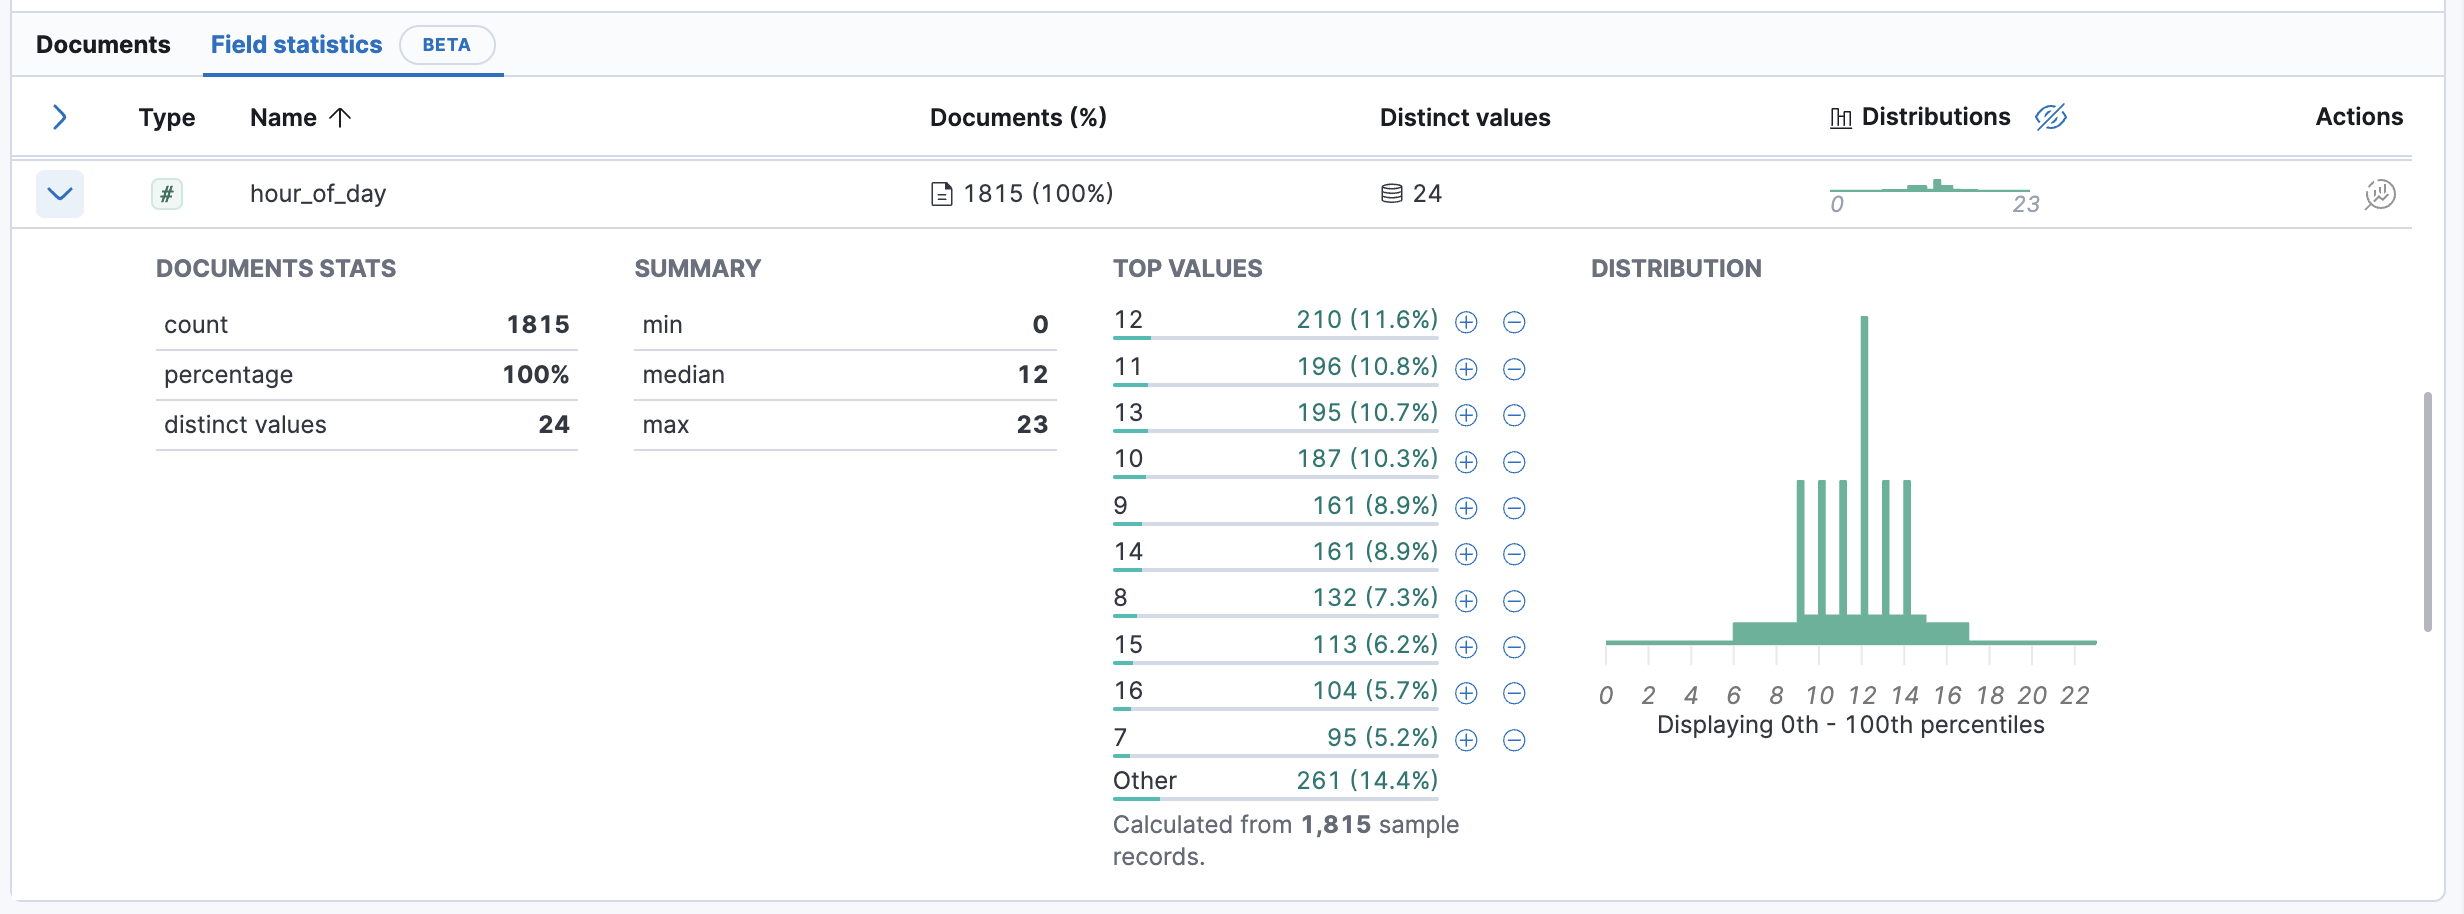 Documents Field statistics BETA
Type Name Documents (%) Distinct values Distributions Actions
# hour_of_day 1815 (100%) 24
0 23
DOCUMENTS STATS
count 1815
percentage 100%
distinct values 24
SUMMARY
min 0
median 12
max 23
TOP VALUES
12 210 (11.6%)
11 196 (10.8%)
13 195 (10.7%)
10 187 (10.3%)
9 161 (8.9%)
14 161 (8.9%)
8 132 (7.3%)
15 113 (6.2%)
16 104 (5.7%)
7 95 (5.2%)
Other 261 (14.4%)
Calculated from 1,815 sample
records.
DISTRIBUTION
0 2 4 6 8 10 12 14 16 18 20 22
Displaying 0th - 100th percentiles